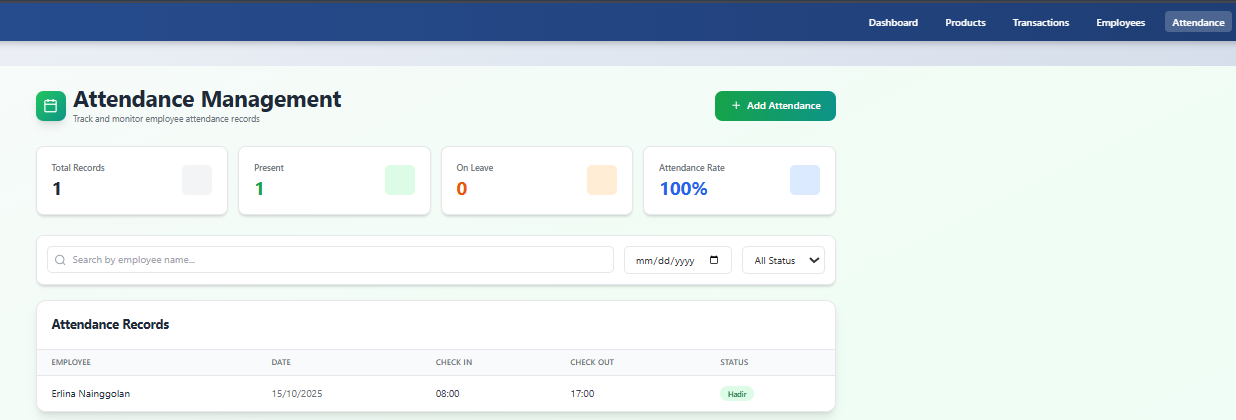 Dashboard Products Transactions Employees Attendance
Attendance Management
Track and monitor employee attendance records
+ Add Attendance
Total Records
1
Present
1
On Leave
0
Attendance Rate
100%
Search by employee name...
mm/dd/yyyy
All Status
Attendance Records
EMPLOYEE DATE CHECK IN CHECK OUT STATUS
Erlina Nainggolan 15/10/2025 08:00 17:00 Hadir